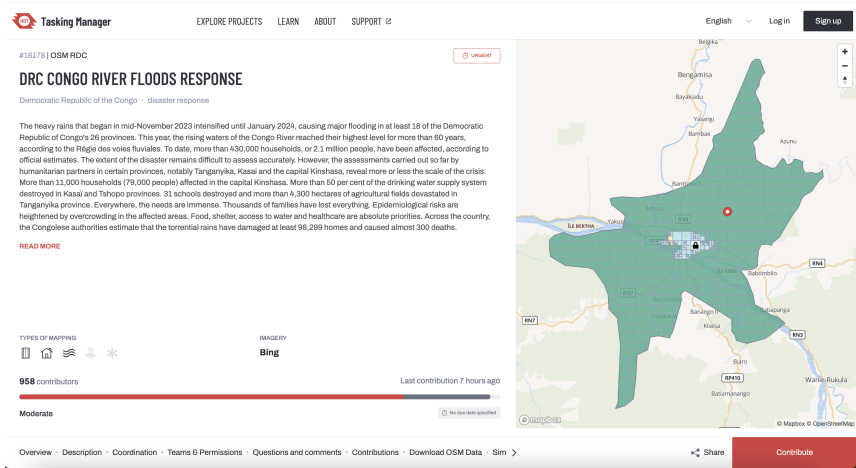 HOT Tasking Manager
EXPLORE PROJECTS LEARN ABOUT SUPPORT
English Log in Sign up
#16178 | OSM RDC
URGENT
DRC CONGO RIVER FLOODS RESPONSE
Democratic Republic of the Congo · disaster response
The heavy rains that began in mid-November 2023 intensified until January 2024, causing major flooding in at least 18 of the Democratic
Republic of Congo's 26 provinces. This year, the rising waters of the Congo River reached their highest level for more than 60 years,
according to the Régie des voies fluviales. To date, more than 430,000 households, or 2.1 million people, have been affected, according to
official estimates. The extent of the disaster remains difficult to assess accurately. However, the assessments carried out so far by
humanitarian partners in certain provinces, notably Tanganyika, Kasai and the capital Kinshasa, reveal more or less the scale of the crisis:
More than 11,000 households (79,000 people) affected in the capital Kinshasa. More than 50 per cent of the drinking water supply system
destroyed in Kasaï and Tshopo provinces. 31 schools destroyed and more than 4,300 hectares of agricultural fields devastated in
Tanganyika province. Everywhere, the needs are immense. Thousands of families have lost everything. Epidemiological risks are
heightened by overcrowding in the affected areas. Food, shelter, access to water and healthcare are absolute priorities. Across the country,
the Congolese authorities estimate that the torrential rains have damaged at least 98,299 homes and caused almost 300 deaths.
READ MORE
TYPES OF MAPPING
IMAGERY
Bing
958 contributors
Last contribution 7 hours ago
Moderate
No due date specified
Belgika
Bengamisa
Bayakadu
Yasangi
Bambae
Azunu
ÎLE BERTHA
RN4
RN4
Babombilo
RN7
RN7
Banango II
Kisesa
RN3
Biaro
RP410
Wanie-Rukula
Batiamanango
mapbox
© Mapbox © OpenStreetMap
Overview · Description · Coordination · Teams & Permissions · Questions and comments · Contributions · Download OSM Data · Sim
Share
Contribute